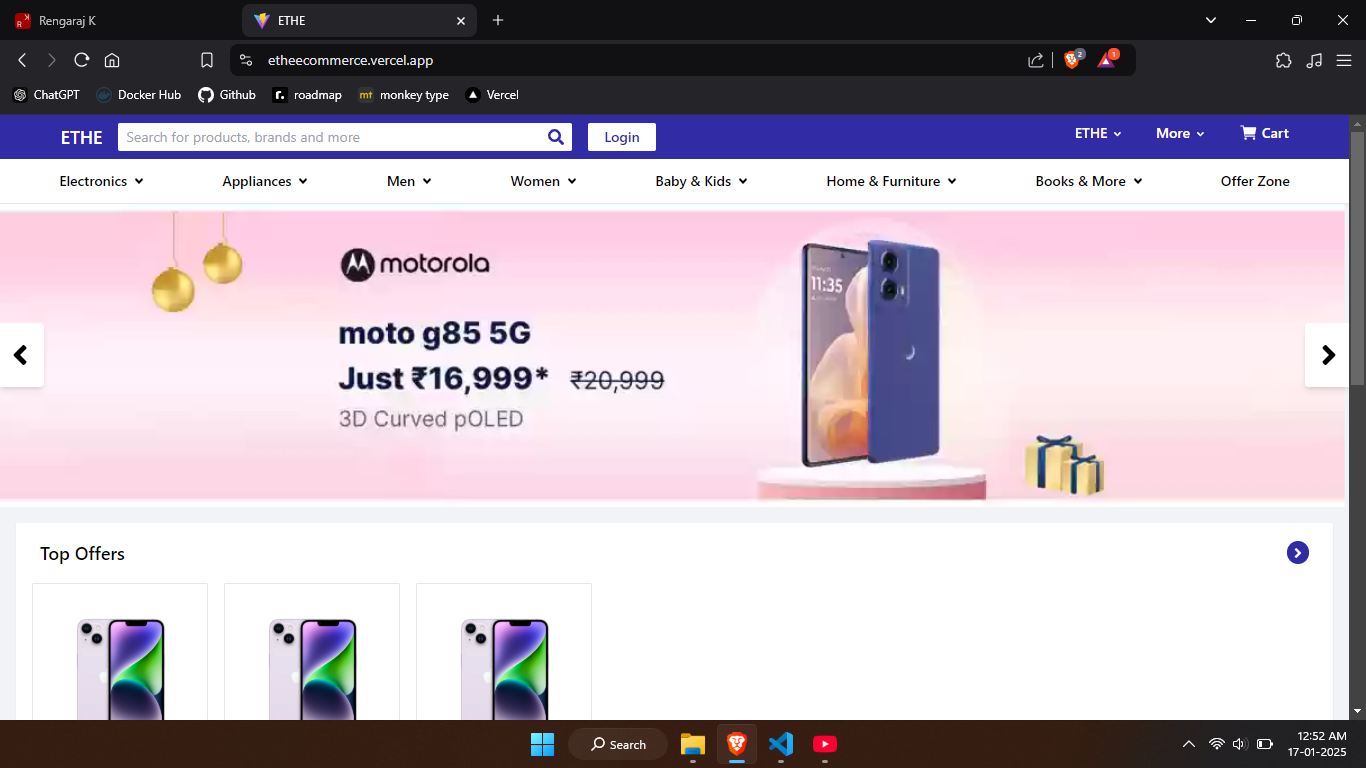 Rengaraj K
ETHE
etheecommerce.vercel.app
2
1
ChatGPT
Docker Hub
Github
r. roadmap
mt monkey type
Vercel
ETHE
Search for products, brands and more
Login
ETHE
More
Cart
Electronics
Appliances
Men
Women
Baby & Kids
Home & Furniture
Books & More
Offer Zone
motorola
moto g85 5G
Just ₹16,999* ₹20,999
3D Curved pOLED
11:35
Top Offers
Search
12:52 AM
17-01-2025